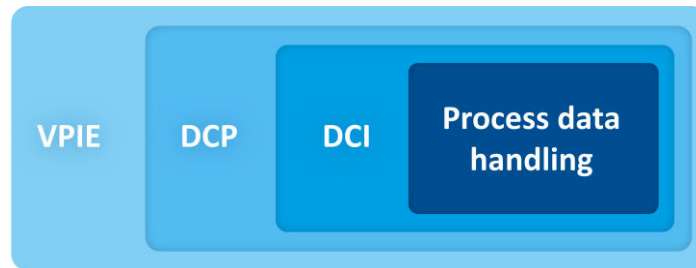 VPIE
DCP
DCI
Process data
handling